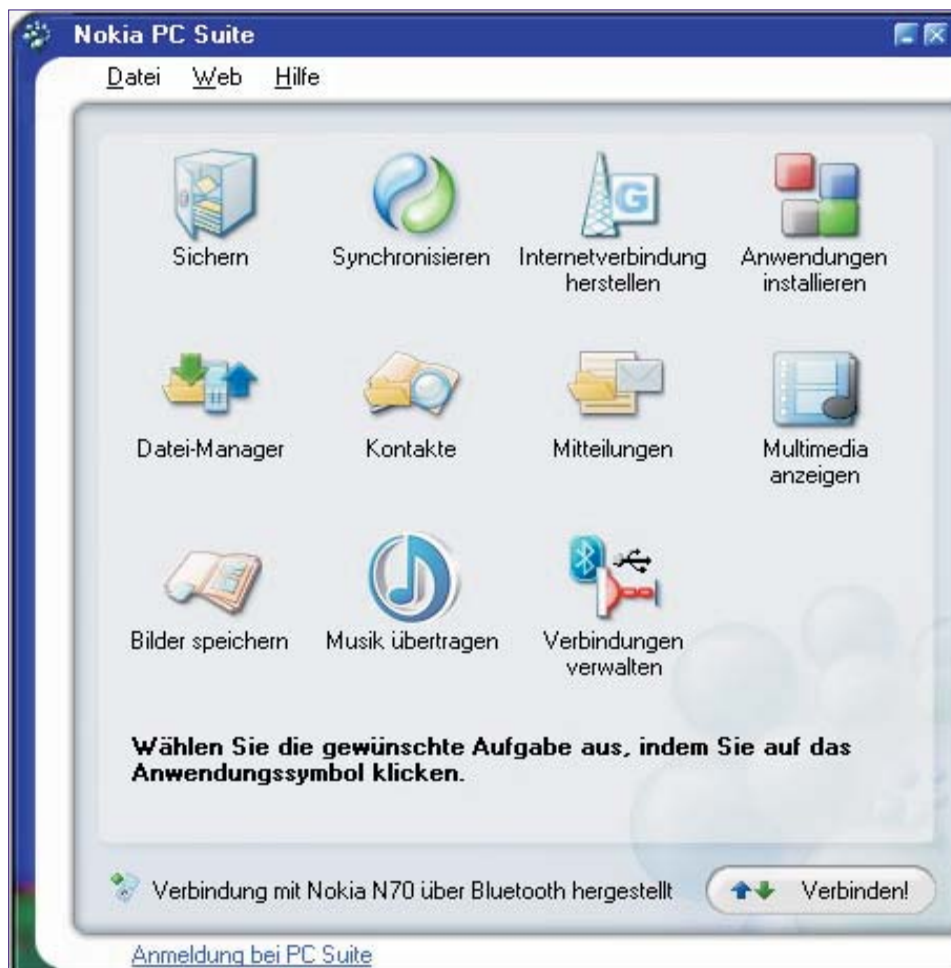 Nokia PC Suite
Datei Web Hilfe
Sichern
Synchronisieren
Internetverbindung
herstellen
Anwendungen
installieren
Datei-Manager
Kontakte
Mitteilungen
Multimedia
anzeigen
Bilder speichern
Musik übertragen
Verbindungen
verwalten
Wählen Sie die gewünschte Aufgabe aus, indem Sie auf das
Anwendungssymbol klicken.
Verbindung mit Nokia N70 über Bluetooth hergestellt
Verbinden!
Anmeldung bei PC Suite